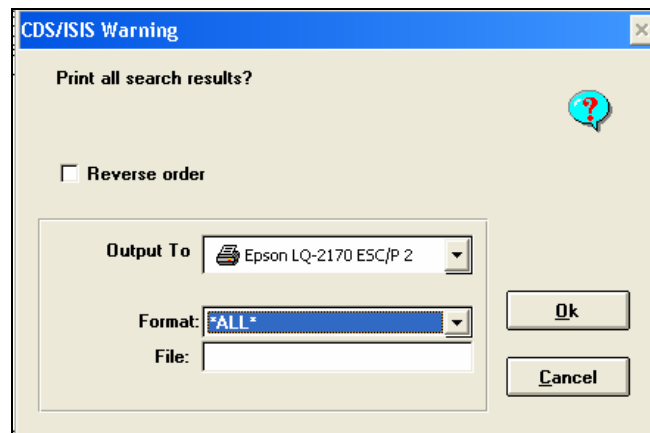 CDS/ISIS Warning
Print all search results?
Reverse order
Output To Epson LQ-2170 ESC/P 2
Format: *ALL*
Ok
File:
Cancel